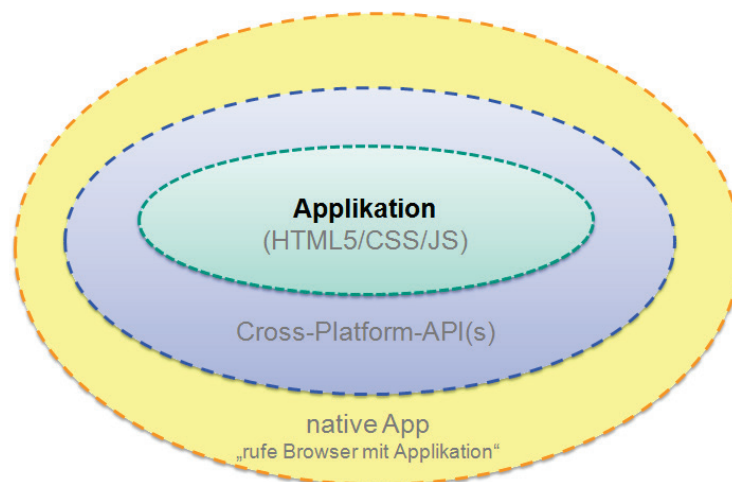 Applikation
(HTML5/CSS/JS)
Cross-Platform-API(s)
native App
„rufe Browser mit Applikation“